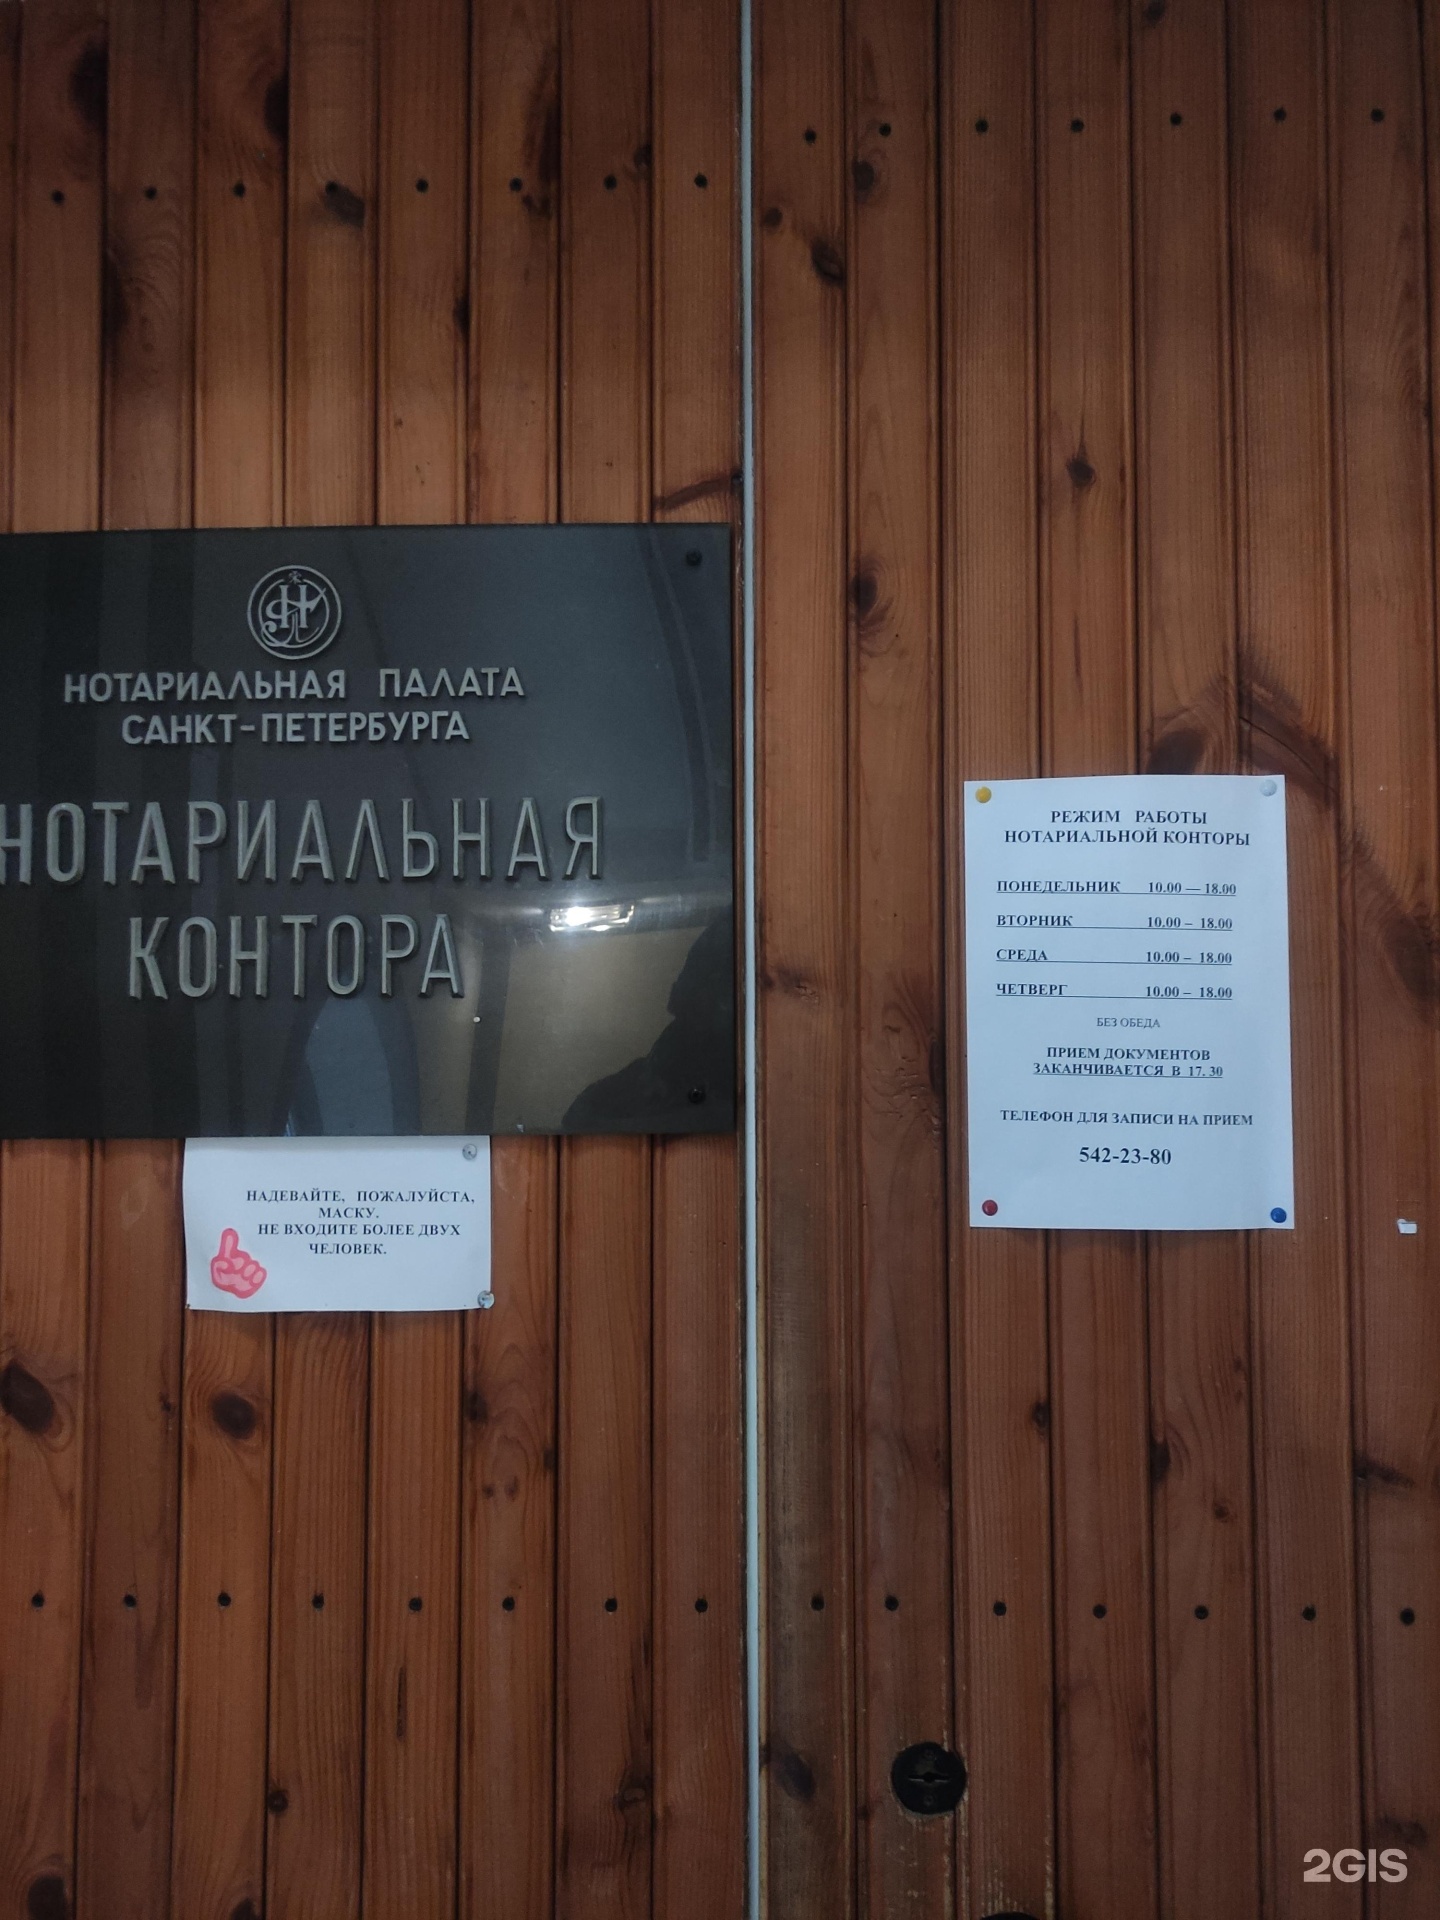 НОТАРИАЛЬНАЯ ПАЛАТА
САНКТ-ПЕТЕРБУРГА
НОТАРИАЛЬНАЯ
КОНТОРА
НАДЕВАЙТЕ, ПОЖАЛУЙСТА,
МАСКУ.
НЕ ВХОДИТЕ БОЛЕЕ ДВУХ
ЧЕЛОВЕК.
РЕЖИМ РАБОТЫ
НОТАРИАЛЬНОЙ КОНТОРЫ
ПОНЕДЕЛЬНИК 10.00 — 18.00
ВТОРНИК 10.00 – 18.00
СРЕДА 10.00 – 18.00
ЧЕТВЕРГ 10.00 – 18.00
БЕЗ ОБЕДА
ПРИЕМ ДОКУМЕНТОВ
ЗАКАНЧИВАЕТСЯ В 17. 30
ТЕЛЕФОН ДЛЯ ЗАПИСИ НА ПРИЕМ
542-23-80
2GIS